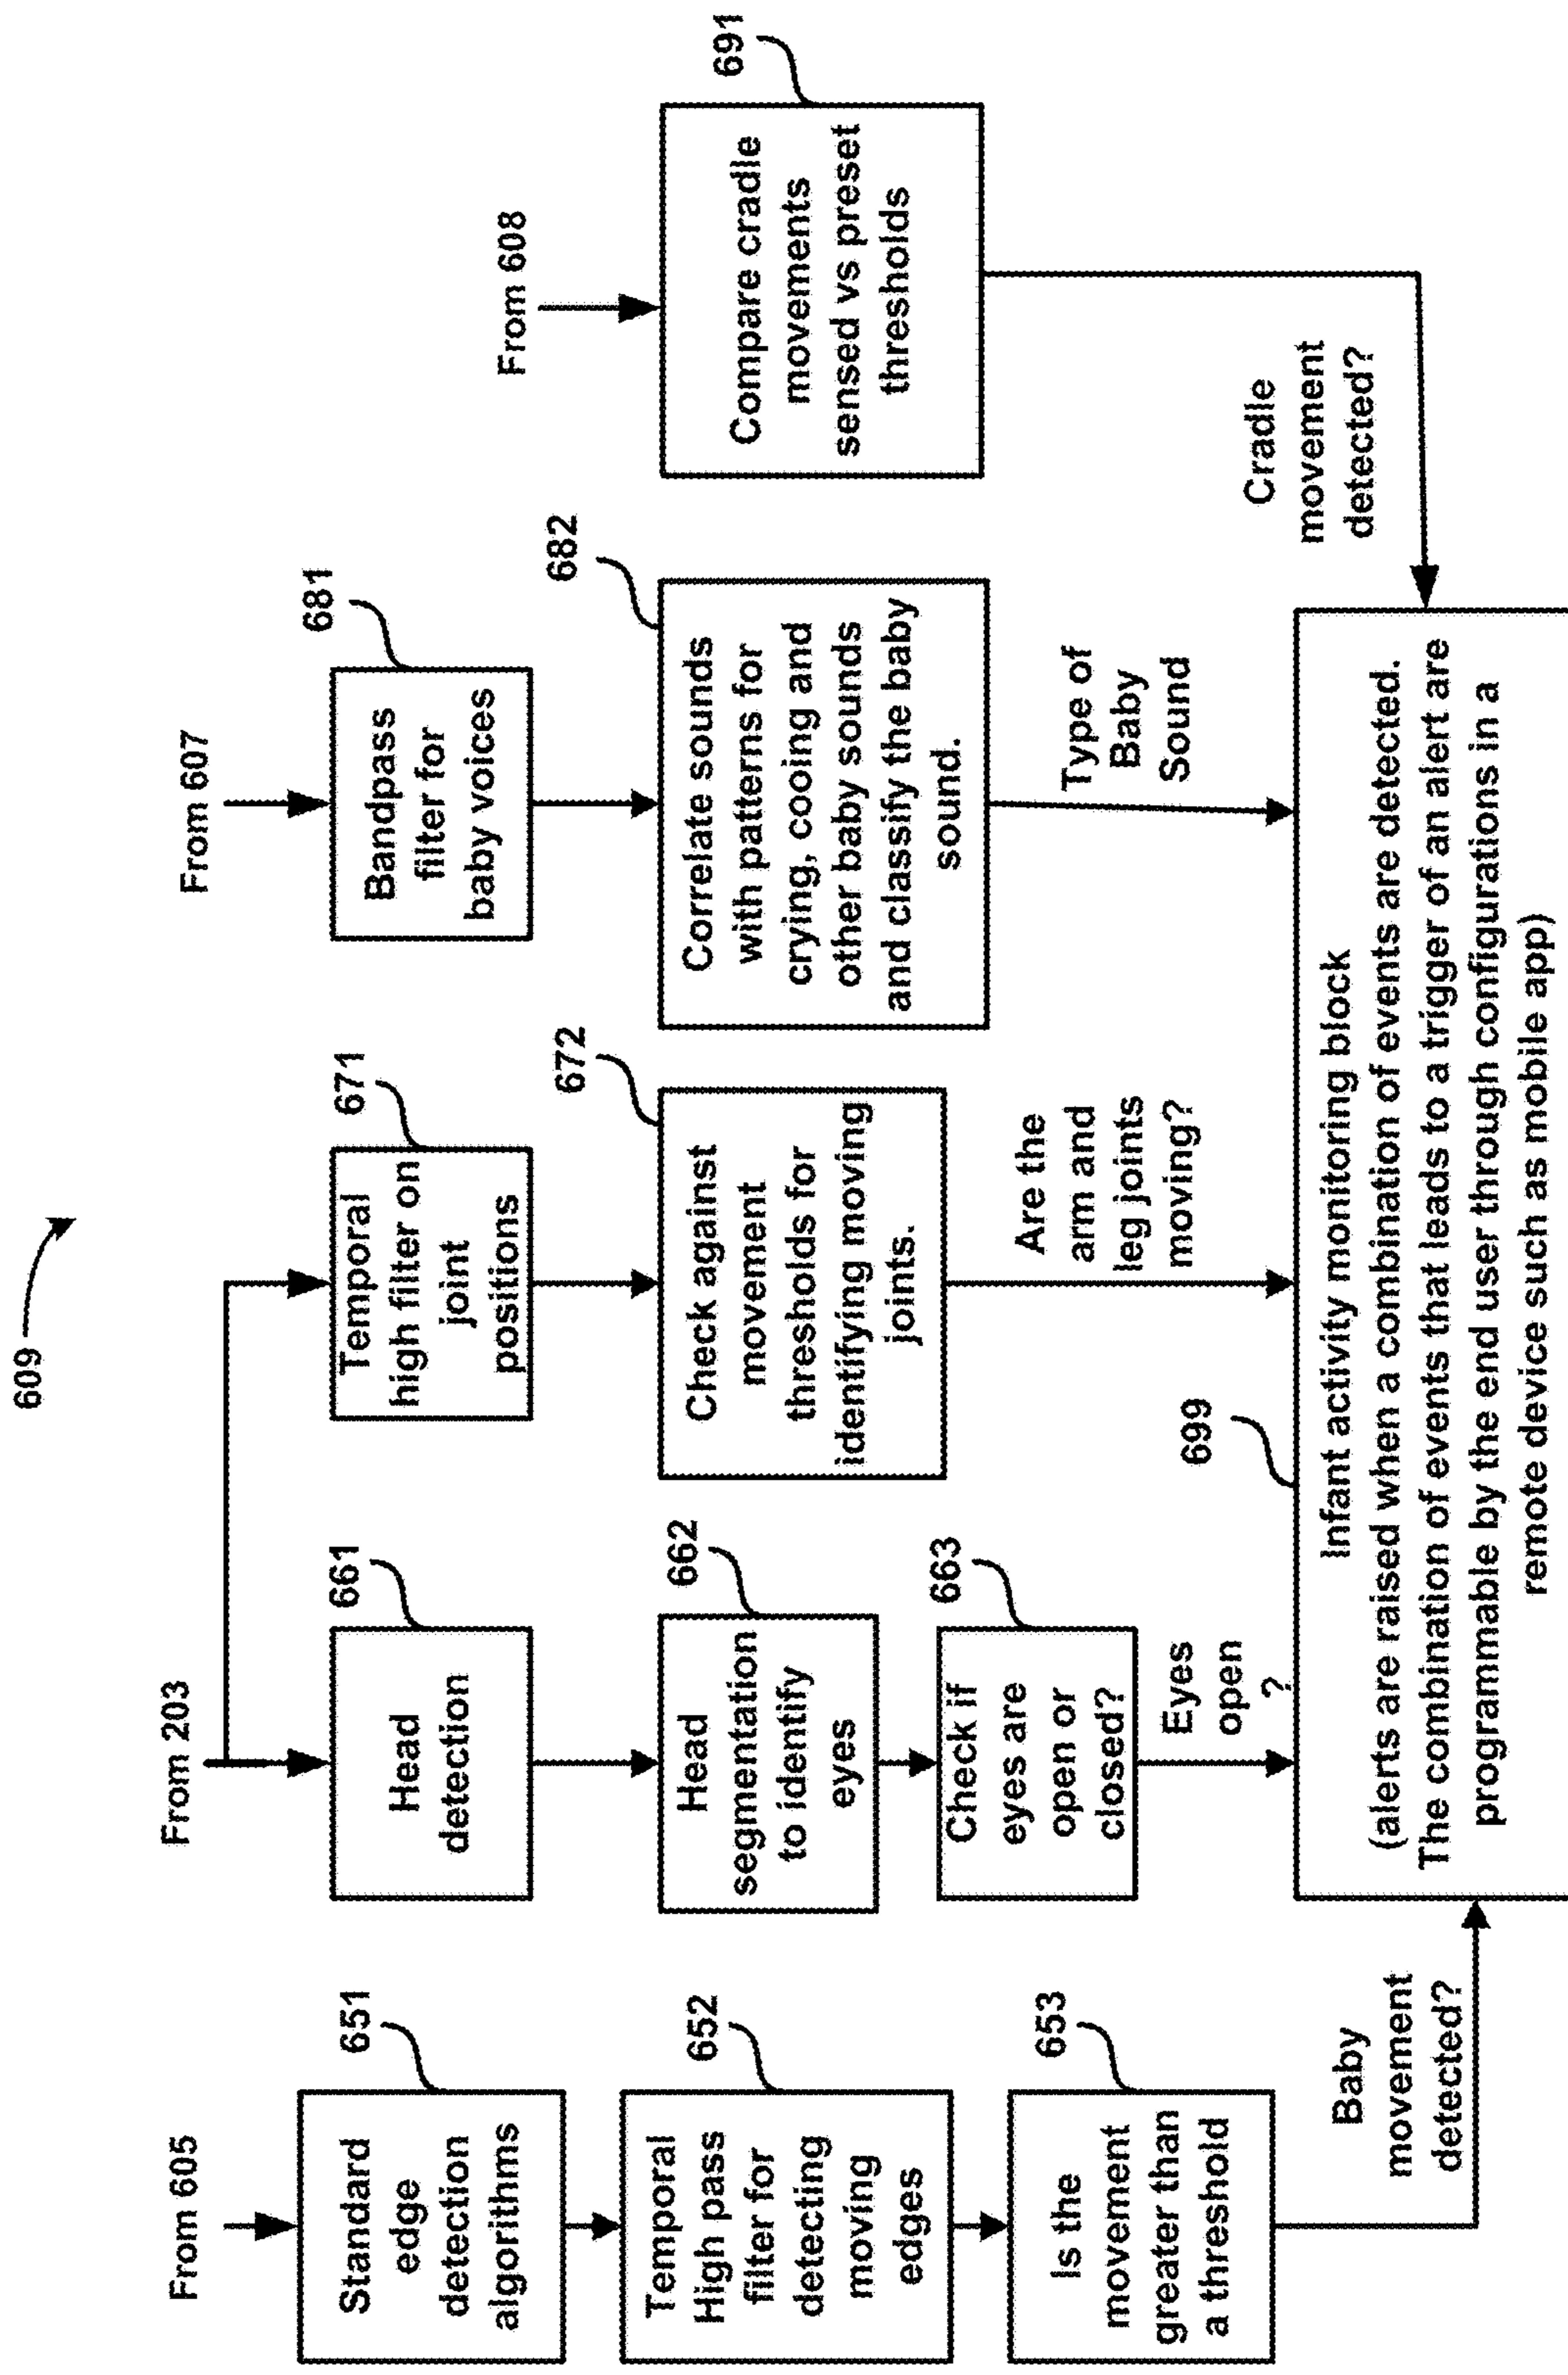 609
From 605
651
Standard
edge
detection
algorithms
652
Temporal
High pass
filter for
detecting
moving
edges
653
Is the
movement
greater than
a threshold
Baby
movement
detected?
From 203
661
Head
detection
662
Head
segmentation
to identify
eyes
663
Check if
eyes are
open or
closed?
Eyes
open
?
671
Temporal
high filter on
joint
positions
672
Check against
movement
thresholds for
identifying moving
joints.
Are the
arm and
leg joints
moving?
From 607
681
Bandpass
filter for
baby voices
682
Correlate sounds
with patterns for
crying, cooing and
other baby sounds
and classify the baby
sound.
Type of
Baby
Sound
From 608
691
Compare cradle
movements
sensed vs preset
thresholds
Cradle
movement
detected?
699
Infant activity monitoring block
(alerts are raised when a combination of events are detected.
The combination of events that leads to a trigger of an alert are
programmable by the end user through configurations in a
remote device such as mobile app)